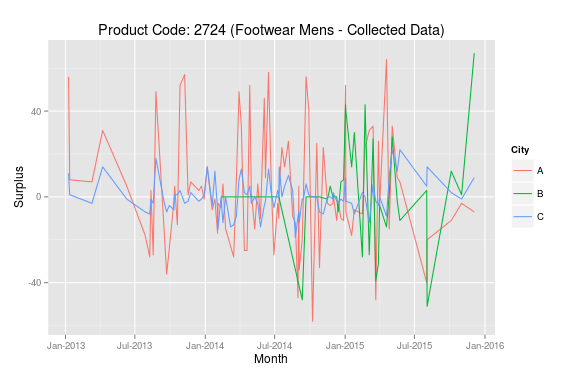 Product Code: 2724 (Footwear Mens - Collected Data)
Surplus
40
0
-40
Jan-2013 Jul-2013 Jan-2014 Jul-2014 Jan-2015 Jul-2015 Jan-2016
Month
City
A
B
C